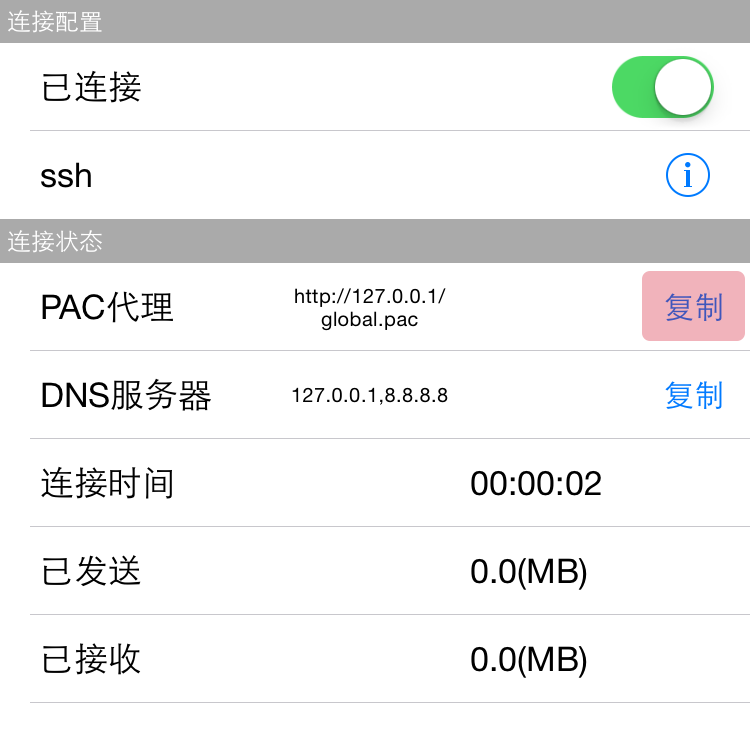 连接配置
已连接
ssh
连接状态
PAC代理
http://127.0.0.1/
global.pac
复制
DNS服务器
127.0.0.1,8.8.8.8
复制
连接时间
00:00:02
已发送
0.0(MB)
已接收
0.0(MB)